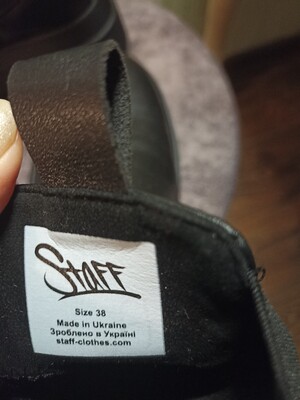 Staff
Size 38
Made in Ukraine
Зроблено в Україні
staff-clothes.com